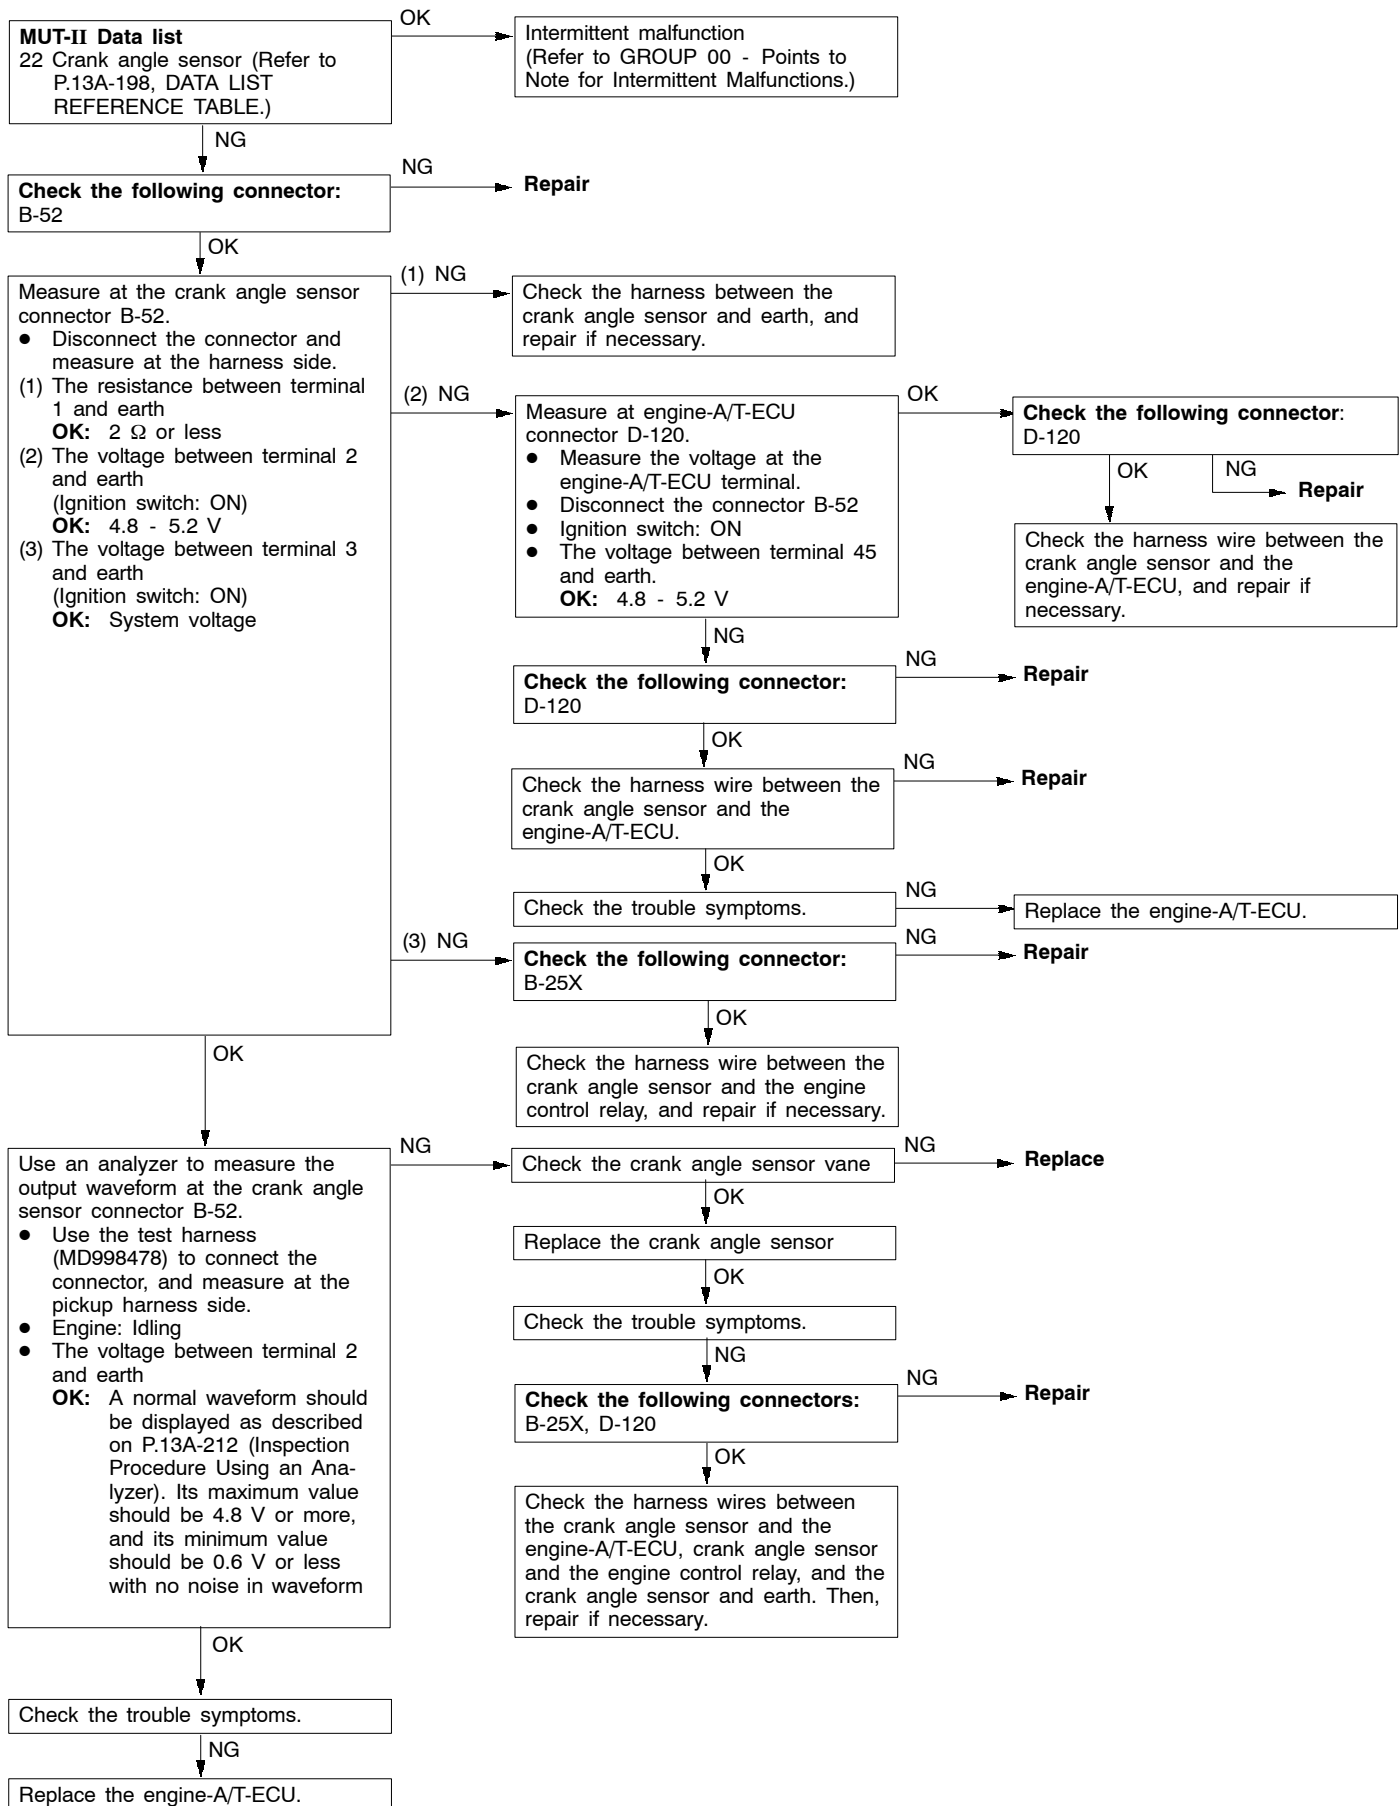 MUT-II Data list
22 Crank angle sensor (Refer to
P.13A-198, DATA LIST
REFERENCE TABLE.)
OK
Intermittent malfunction
(Refer to GROUP 00 - Points to
Note for Intermittent Malfunctions.)
NG
Check the following connector:
B-52
NG
Repair
OK
Measure at the crank angle sensor
connector B-52.
● Disconnect the connector and
measure at the harness side.
(1) The resistance between terminal
1 and earth
OK: 2 Ω or less
(2) The voltage between terminal 2
and earth
(Ignition switch: ON)
OK: 4.8 - 5.2 V
(3) The voltage between terminal 3
and earth
(Ignition switch: ON)
OK: System voltage
(1) NG
Check the harness between the
crank angle sensor and earth, and
repair if necessary.
(2) NG
Measure at engine-A/T-ECU
connector D-120.
● Measure the voltage at the
engine-A/T-ECU terminal.
● Disconnect the connector B-52
● Ignition switch: ON
● The voltage between terminal 45
and earth.
OK: 4.8 - 5.2 V
OK
Check the following connector:
D-120
OK
NG
Repair
Check the harness wire between the
crank angle sensor and the
engine-A/T-ECU, and repair if
necessary.
NG
Check the following connector:
D-120
NG
Repair
OK
Check the harness wire between the
crank angle sensor and the
engine-A/T-ECU.
NG
Repair
OK
Check the trouble symptoms.
NG
Replace the engine-A/T-ECU.
(3) NG
Check the following connector:
B-25X
NG
Repair
OK
Check the harness wire between the
crank angle sensor and the engine
control relay, and repair if necessary.
OK
Use an analyzer to measure the
output waveform at the crank angle
sensor connector B-52.
● Use the test harness
(MD998478) to connect the
connector, and measure at the
pickup harness side.
● Engine: Idling
● The voltage between terminal 2
and earth
OK: A normal waveform should
be displayed as described
on P.13A-212 (Inspection
Procedure Using an Ana-
lyzer). Its maximum value
should be 4.8 V or more,
and its minimum value
should be 0.6 V or less
with no noise in waveform
NG
Check the crank angle sensor vane
NG
Replace
OK
Replace the crank angle sensor
OK
Check the trouble symptoms.
NG
Check the following connectors:
B-25X, D-120
NG
Repair
OK
Check the harness wires between
the crank angle sensor and the
engine-A/T-ECU, crank angle sensor
and the engine control relay, and the
crank angle sensor and earth. Then,
repair if necessary.
OK
Check the trouble symptoms.
NG
Replace the engine-A/T-ECU.